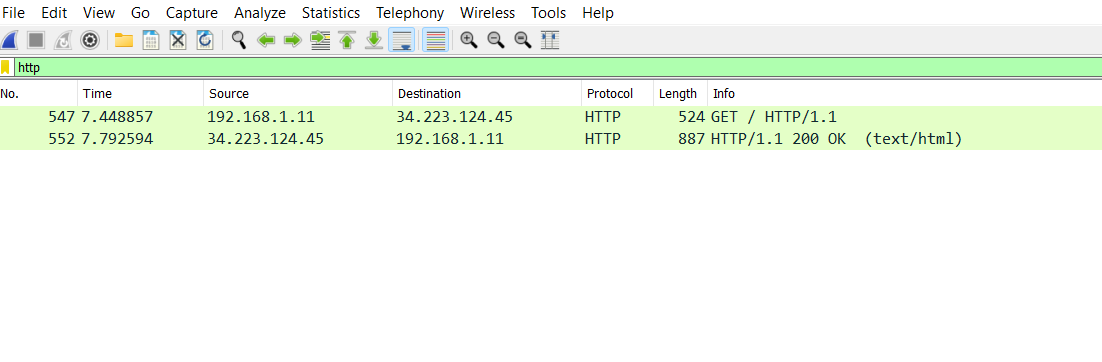 File Edit View Go Capture Analyze Statistics Telephony Wireless Tools Help
http
No. Time Source Destination Protocol Length Info
547 7.448857 192.168.1.11 34.223.124.45 HTTP 524 GET / HTTP/1.1
552 7.792594 34.223.124.45 192.168.1.11 HTTP 887 HTTP/1.1 200 OK (text/html)